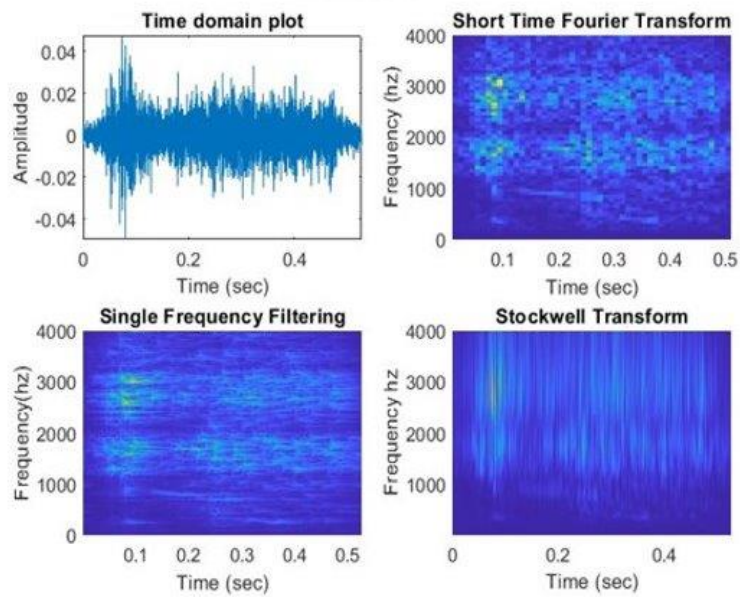 Time domain plot
0.04
0.02
0
-0.02
-0.04
Amplitude
0 0.2 0.4
Time (sec)
Short Time Fourier Transform
4000
3000
2000
1000
0
Frequency (hz)
0.1 0.2 0.3 0.4 0.5
Time (sec)
Single Frequency Filtering
4000
3000
2000
1000
0
Frequency(hz)
0.1 0.2 0.3 0.4 0.5
Time (sec)
Stockwell Transform
4000
3000
2000
1000
Frequency hz
0 0.2 0.4
Time (sec)